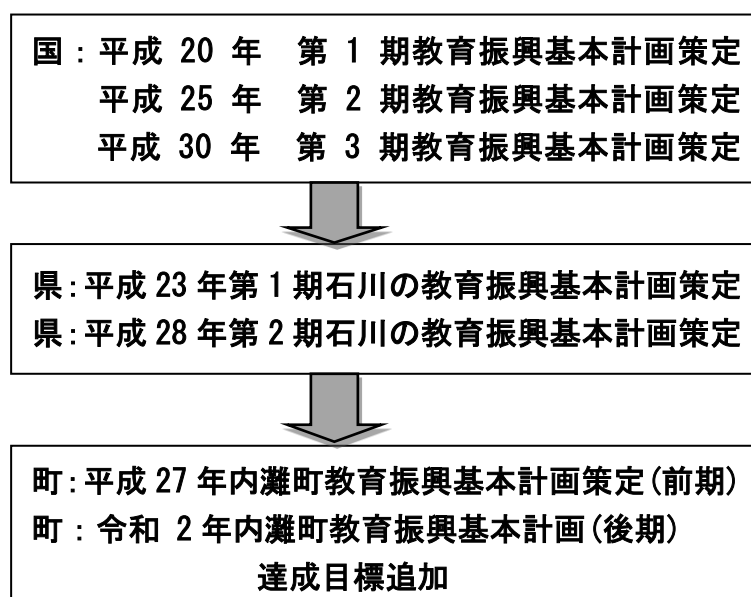 国：平成 20 年　第 1 期教育振興基本計画策定
平成 25 年　第 2 期教育振興基本計画策定
平成 30 年　第 3 期教育振興基本計画策定
県：平成 23 年第 1 期石川の教育振興基本計画策定
県：平成 28 年第 2 期石川の教育振興基本計画策定
町：平成 27 年内灘町教育振興基本計画策定（前期）
町：令和 2 年内灘町教育振興基本計画（後期）
達成目標追加